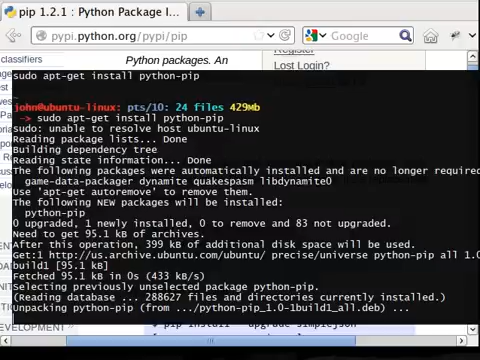 pip 1.2.1 : Python Package I...
pypi.python.org/pypi/pip
Google
classifiers
Python packages. An
Register
Lost Login?
sudo apt-get install python-pip
john@ubuntu-linux: pts/10: 24 files 429Mb
-> sudo apt-get install python-pip
sudo: unable to resolve host ubuntu-linux
Reading package lists... Done
Building dependency tree
Reading state information... Done
The following packages were automatically installed and are no longer required
game-data-packager dynamite quakespasm libdynamite0
Use 'apt-get autoremove' to remove them.
The following NEW packages will be installed:
python-pip
0 upgraded, 1 newly installed, 0 to remove and 83 not upgraded.
Need to get 95.1 kB of archives.
After this operation, 399 kB of additional disk space will be used.
Get:1 http://us.archive.ubuntu.com/ubuntu/ precise/universe python-pip all 1.0
build1 [95.1 kB]
Fetched 95.1 kB in 0s (433 kB/s)
Selecting previously unselected package python-pip.
(Reading database ... 288627 files and directories currently installed.)
Unpacking python-pip (from .../python-pip_1.0-1build1_all.deb) ...
DEVELOPMENT
$ pip install --upgrade simplejson